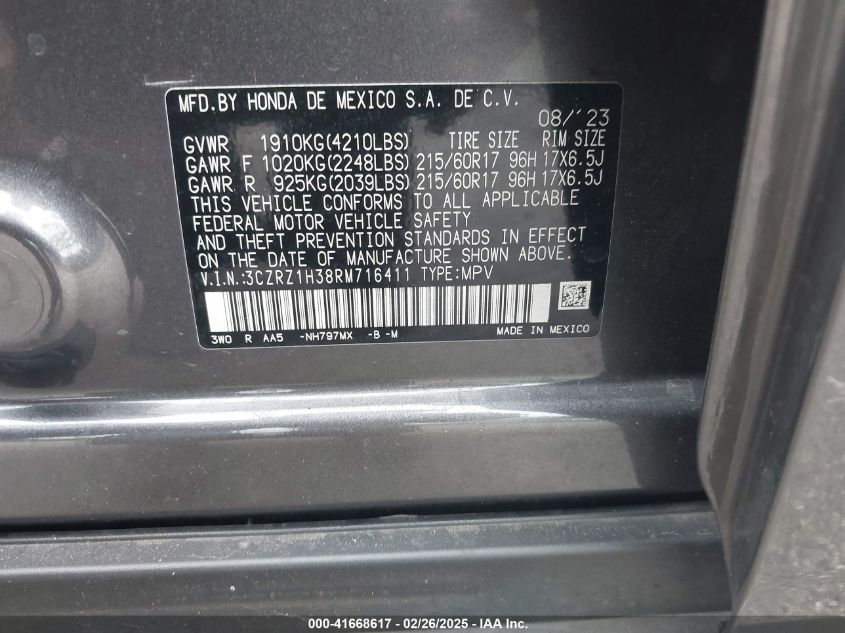 MFD.BY HONDA DE MEXICO S.A. DE C.V.
08/'23
GVWR 1910KG(4210LBS) TIRE SIZE RIM SIZE
GAWR F 1020KG(2248LBS) 215/60R17 96H 17X6.5J
GAWR R 925KG(2039LBS) 215/60R17 96H 17X6.5J
THIS VEHICLE CONFORMS TO ALL APPLICABLE
FEDERAL MOTOR VEHICLE SAFETY
AND THEFT PREVENTION STANDARDS IN EFFECT
ON THE DATE OF MANUFACTURE SHOWN ABOVE.
V.I.N:3CZRZ1H38RM716411 TYPE:MPV
3W0 R AA5 -NH797MX -B -M MADE IN MEXICO
000-41668617 - 02/26/2025 - IAA Inc.